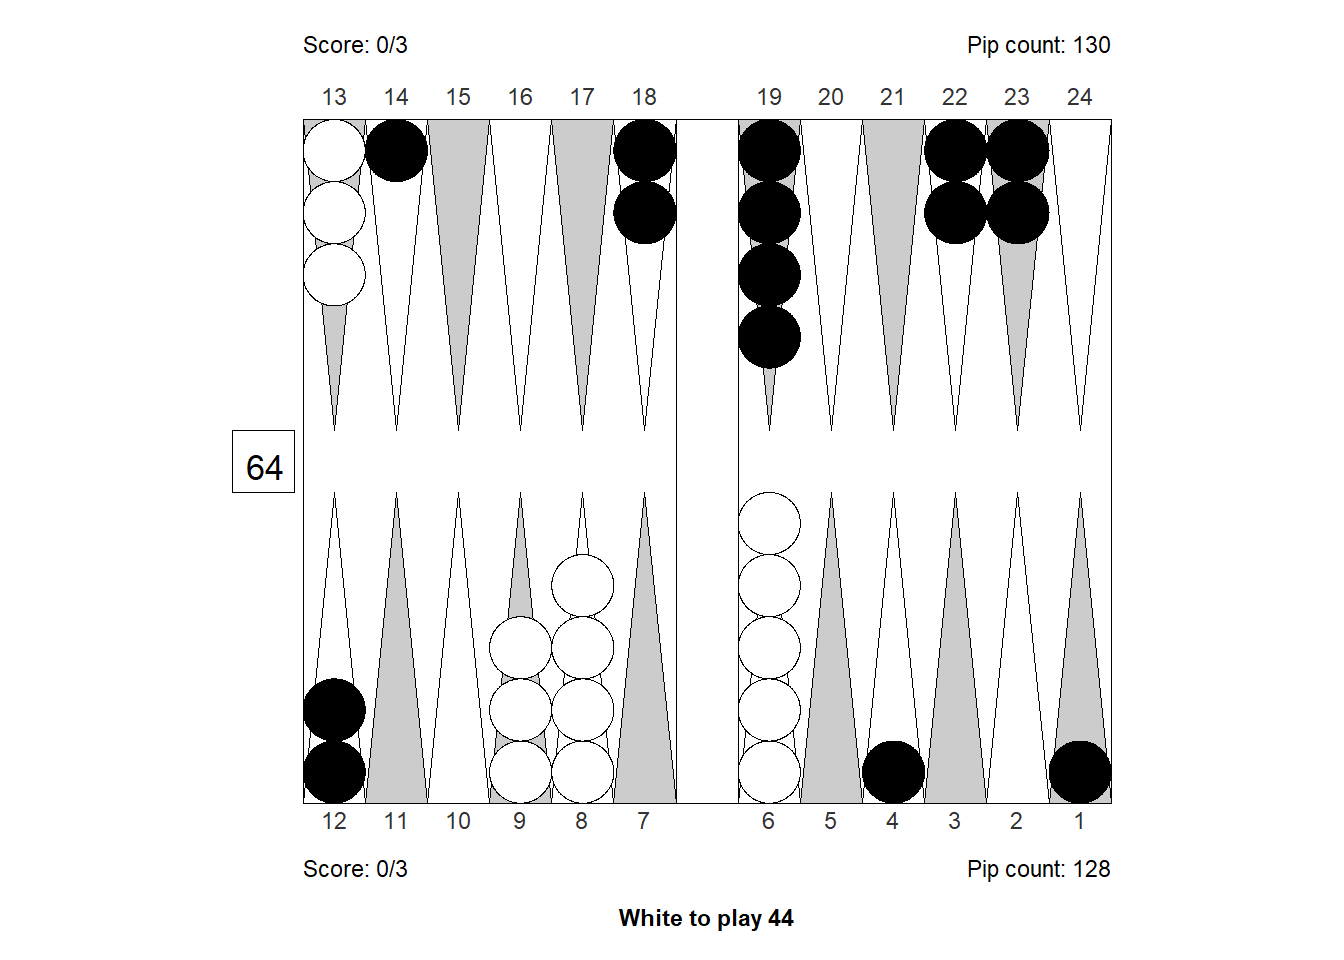 Score: 0/3 Pip count: 130
13 14 15 16 17 18 19 20 21 22 23 24
64
12 11 10 9 8 7 6 5 4 3 2 1
Score: 0/3 Pip count: 128
White to play 44